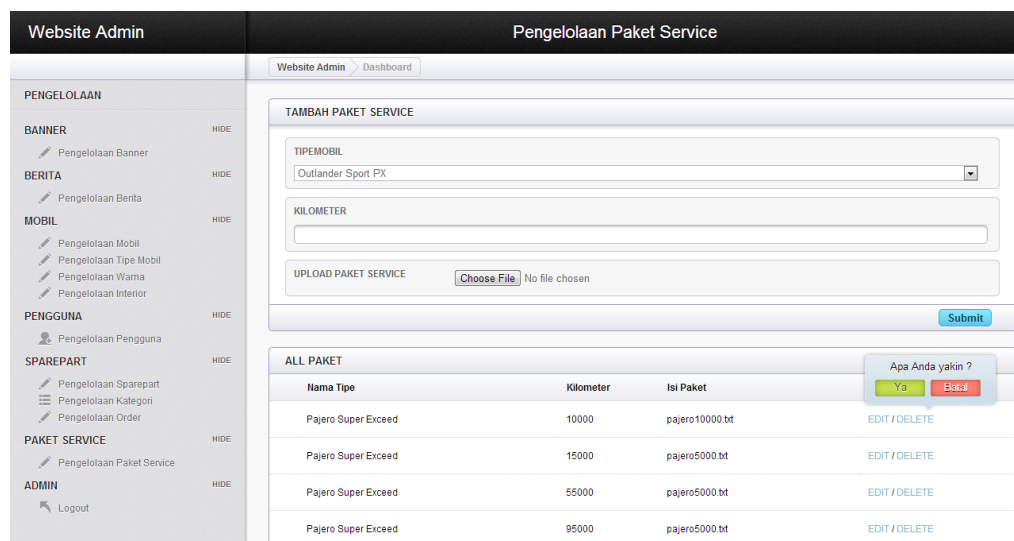 Website Admin
Pengelolaan Paket Service
Website Admin
Dashboard
PENGELOLAAN
BANNER HIDE
Pengelolaan Banner
BERITA HIDE
Pengelolaan Berita
MOBIL HIDE
Pengelolaan Mobil
Pengelolaan Tipe Mobil
Pengelolaan Warna
Pengelolaan Interior
PENGGUNA HIDE
Pengelolaan Pengguna
SPAREPART HIDE
Pengelolaan Sparepart
Pengelolaan Kategori
Pengelolaan Order
PAKET SERVICE HIDE
Pengelolaan Paket Service
ADMIN HIDE
Logout
TAMBAH PAKET SERVICE
TIPEMOBIL
Outlander Sport PX
KILOMETER
UPLOAD PAKET SERVICE Choose File No file chosen
Submit
ALL PAKET
Apa Anda yakin ?
Ya Batal
Nama Tipe Kilometer Isi Paket
Pajero Super Exceed 10000 pajero10000.txt EDIT / DELETE
Pajero Super Exceed 15000 pajero5000.txt EDIT / DELETE
Pajero Super Exceed 55000 pajero5000.txt EDIT / DELETE
Pajero Super Exceed 95000 pajero5000.txt EDIT / DELETE